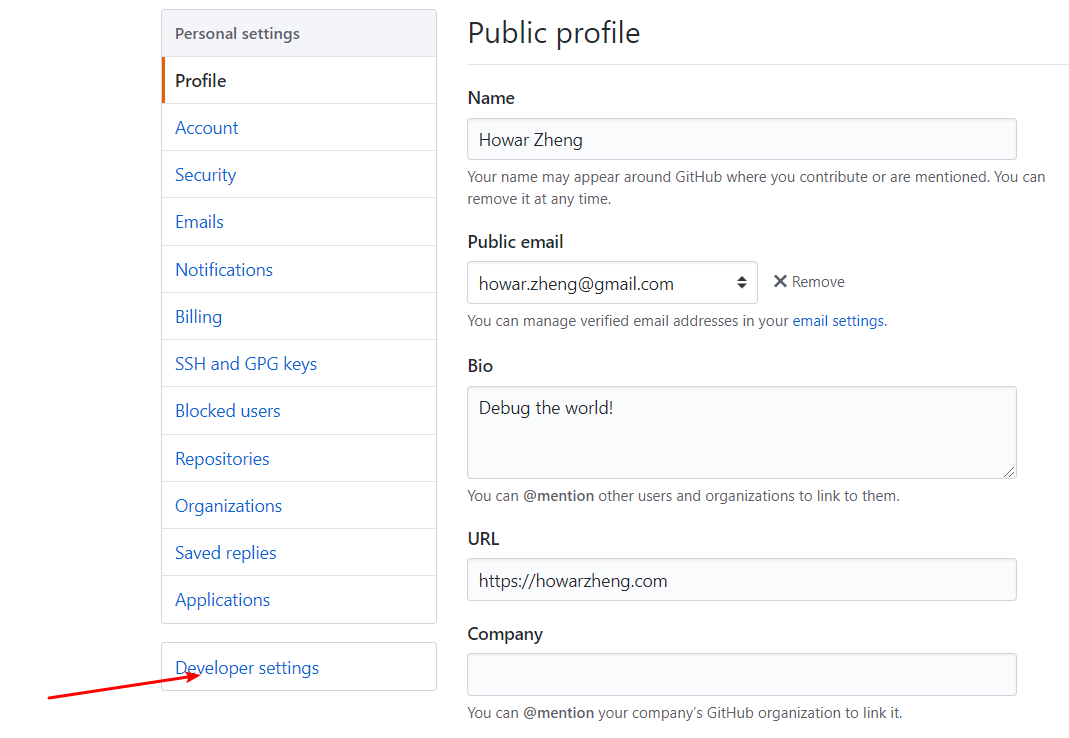 Personal settings
Profile
Account
Security
Emails
Notifications
Billing
SSH and GPG keys
Blocked users
Repositories
Organizations
Saved replies
Applications
Developer settings
Public profile
Name
Howar Zheng
Your name may appear around GitHub where you contribute or are mentioned. You can
remove it at any time.
Public email
howar.zheng@gmail.com
Remove
You can manage verified email addresses in your email settings.
Bio
Debug the world!
You can @mention other users and organizations to link to them.
URL
https://howarzheng.com
Company
You can @mention your company's GitHub organization to link it.